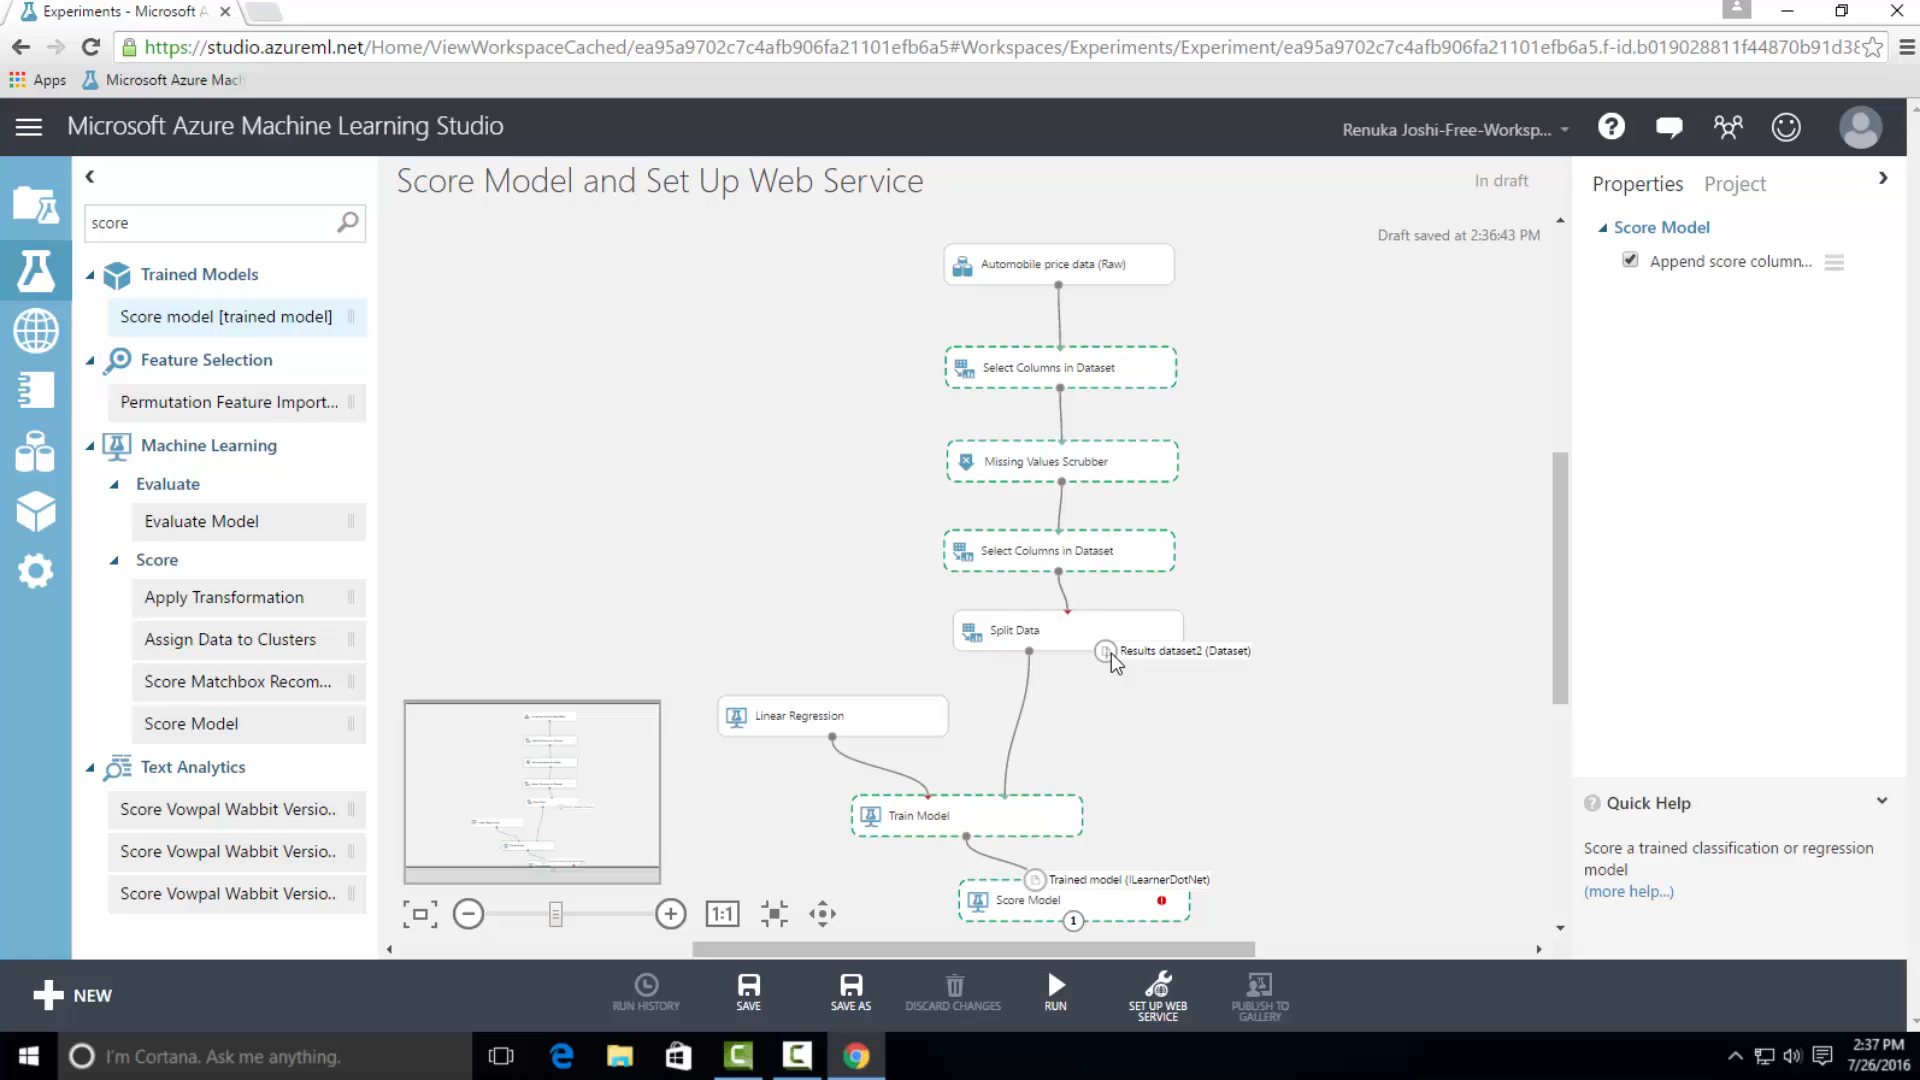 Experiments - Microsoft A
https://studio.azureml.net/Home/ViewWorkspaceCached/ea95a9702c7c4afb906fa21101efb6a5#Workspaces/Experiments/Experiment/ea95a9702c7c4afb906fa21101efb6a5.f-id.b019028811f44870b91d38
Apps
Microsoft Azure Mach
Microsoft Azure Machine Learning Studio
Renuka Joshi-Free-Worksp...
score
Trained Models
Score model [trained model]
Feature Selection
Permutation Feature Import...
Machine Learning
Evaluate
Evaluate Model
Score
Apply Transformation
Assign Data to Clusters
Score Matchbox Recom...
Score Model
Text Analytics
Score Vowpal Wabbit Versio..
Score Vowpal Wabbit Versio..
Score Vowpal Wabbit Versio..
Score Model and Set Up Web Service
In draft
Draft saved at 2:36:43 PM
Automobile price data (Raw)
Select Columns in Dataset
Missing Values Scrubber
Select Columns in Dataset
Split Data
Results dataset2 (Dataset)
Linear Regression
Train Model
Trained model (ILearnerDotNet)
Score Model
1
1:1
Properties
Project
Score Model
Append score column...
Quick Help
Score a trained classification or regression
model
(more help...)
NEW
RUN HISTORY
SAVE
SAVE AS
DISCARD CHANGES
RUN
SET UP WEB
SERVICE
PUBLISH TO
GALLERY
I'm Cortana. Ask me anything.
2:37 PM
7/26/2016